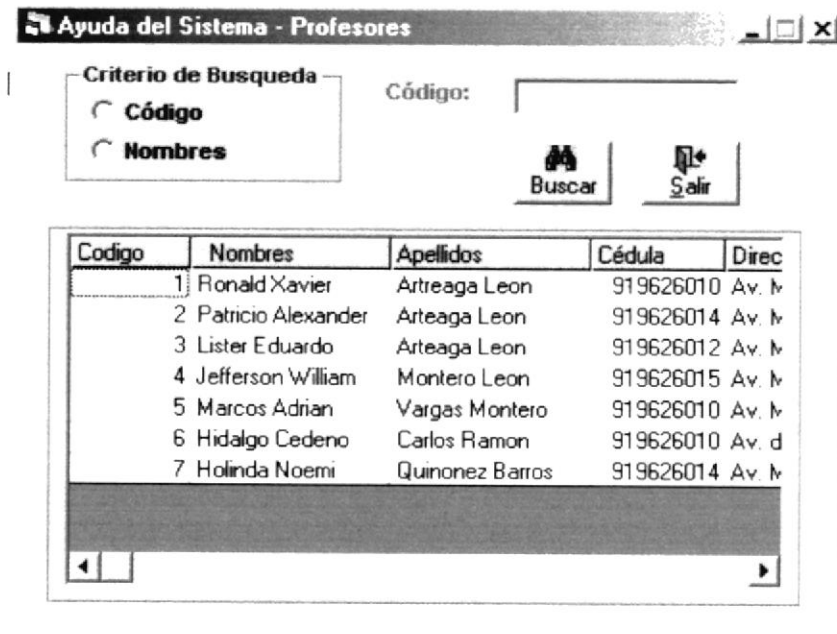 Ayuda del Sistema - Profesores
Criterio de Busqueda
Código
Nombres
Código:
Buscar
Salir
Codigo Nombres Apellidos Cédula Direc
1 Ronald Xavier Artreaga Leon 919626010 Av. M
2 Patricio Alexander Arteaga Leon 919626014 Av. M
3 Lister Eduardo Arteaga Leon 919626012 Av. M
4 Jefferson William Montero Leon 919626015 Av. M
5 Marcos Adrian Vargas Montero 919626010 Av. M
6 Hidalgo Cedeno Carlos Ramon 919626010 Av. d
7 Holinda Noemi Quinonez Barros 919626014 Av. M